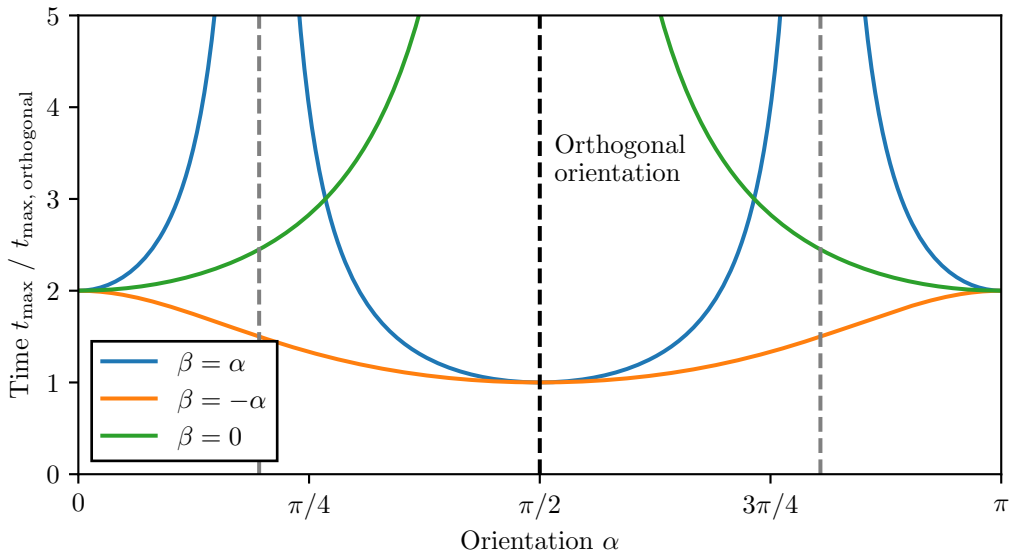 5
4
3
2
1
0
Time t_max / t_max, orthogonal
Orthogonal
orientation
β = α
β = −α
β = 0
0
π/4
π/2
3π/4
π
Orientation α